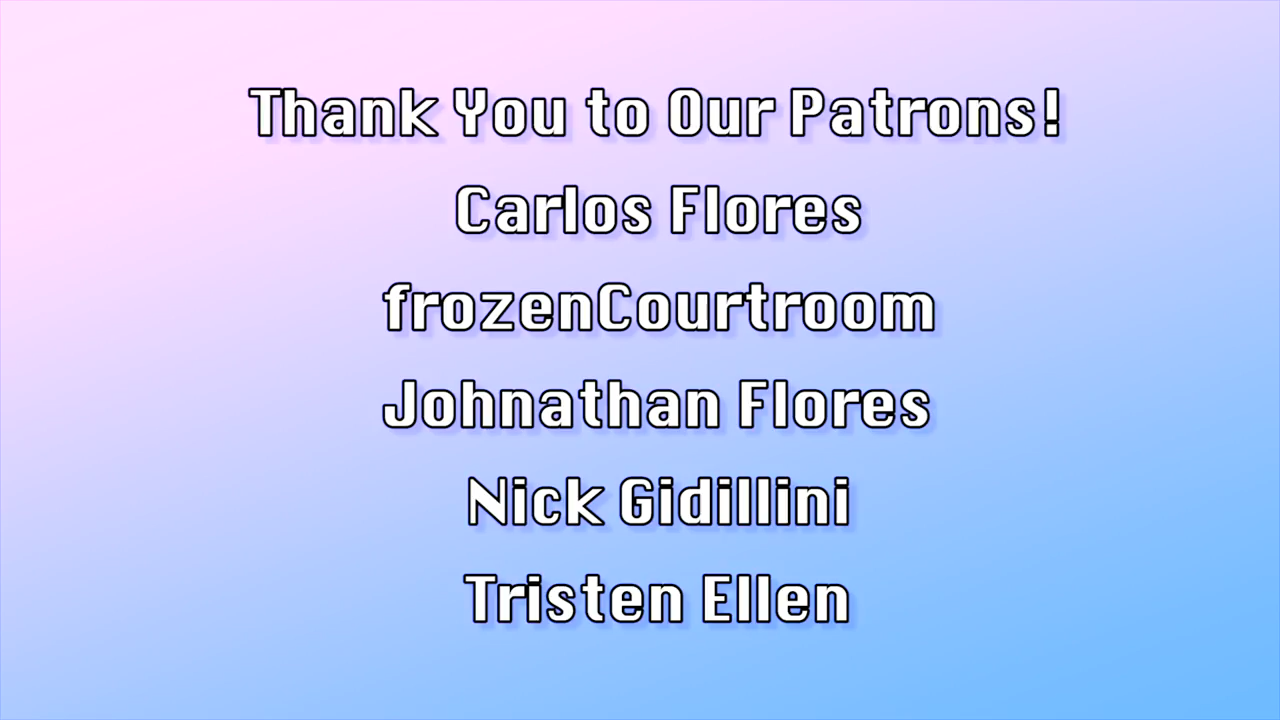 Thank You to Our Patrons!
Carlos Flores
frozenCourtroom
Johnathan Flores
Nick Gidillini
Tristen Ellen